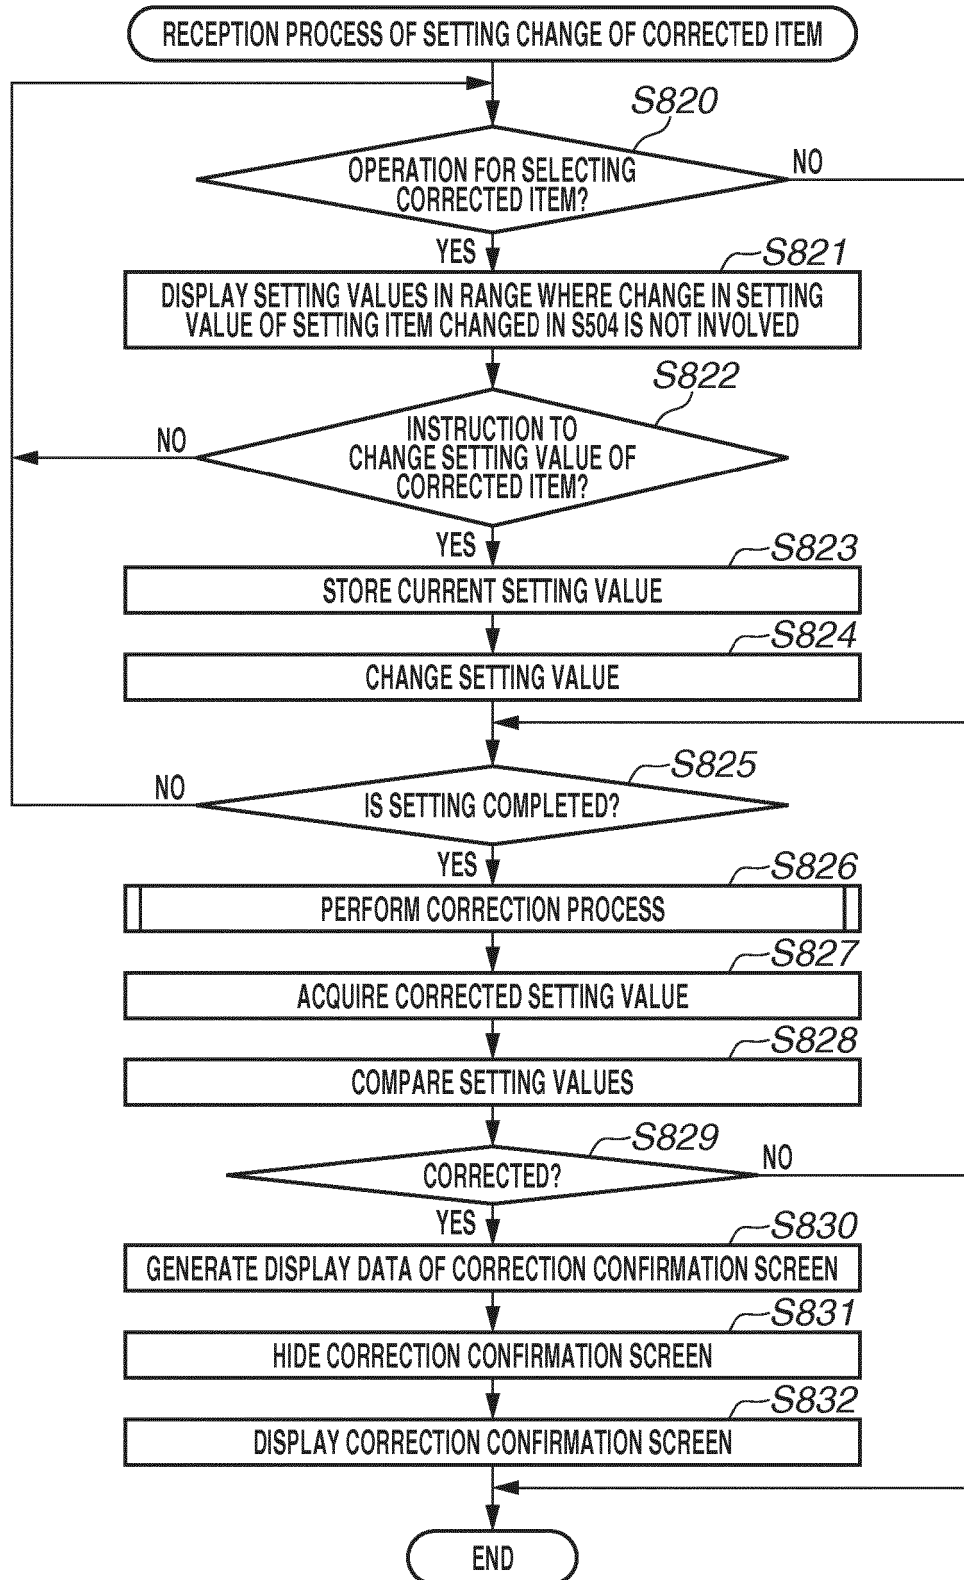 RECEPTION PROCESS OF SETTING CHANGE OF CORRECTED ITEM
S820
OPERATION FOR SELECTING
CORRECTED ITEM?
NO
YES
S821
DISPLAY SETTING VALUES IN RANGE WHERE CHANGE IN SETTING
VALUE OF SETTING ITEM CHANGED IN S504 IS NOT INVOLVED
S822
INSTRUCTION TO
CHANGE SETTING VALUE OF
CORRECTED ITEM?
NO
YES
S823
STORE CURRENT SETTING VALUE
S824
CHANGE SETTING VALUE
S825
IS SETTING COMPLETED?
NO
YES
S826
PERFORM CORRECTION PROCESS
S827
ACQUIRE CORRECTED SETTING VALUE
S828
COMPARE SETTING VALUES
S829
CORRECTED?
NO
YES
S830
GENERATE DISPLAY DATA OF CORRECTION CONFIRMATION SCREEN
S831
HIDE CORRECTION CONFIRMATION SCREEN
S832
DISPLAY CORRECTION CONFIRMATION SCREEN
END